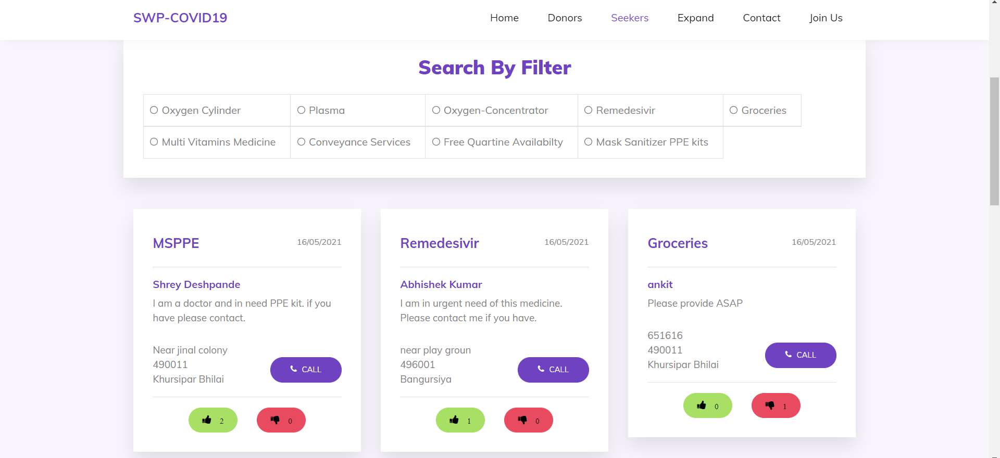 SWP-COVID19
Home Donors Seekers Expand Contact Join Us
Search By Filter
Oxygen Cylinder Plasma Oxygen-Concentrator Remedesivir Groceries
Multi Vitamins Medicine Conveyance Services Free Quartine Availabilty Mask Sanitizer PPE kits
MSPPE 16/05/2021
Shrey Deshpande
I am a doctor and in need PPE kit. if you
have please contact.
Near jinal colony
490011
Khursipar Bhilai
CALL
2 0
Remedesivir 16/05/2021
Abhishek Kumar
I am in urgent need of this medicine.
Please contact me if you have.
near play groun
496001
Bangursiya
CALL
1 0
Groceries 16/05/2021
ankit
Please provide ASAP
651616
490011
Khursipar Bhilai
CALL
0 1